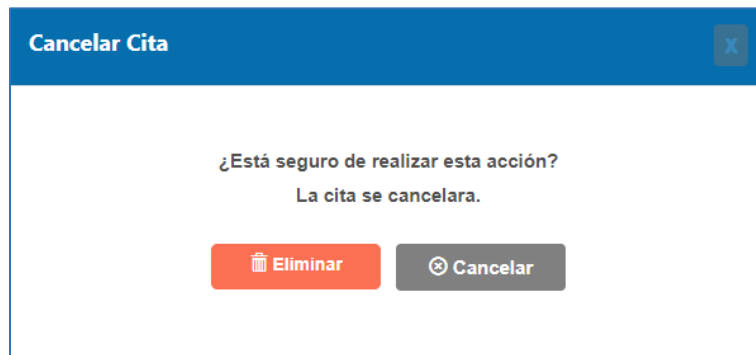 Cancelar Cita
X
¿Está seguro de realizar esta acción?
La cita se cancelara.
Eliminar
Cancelar